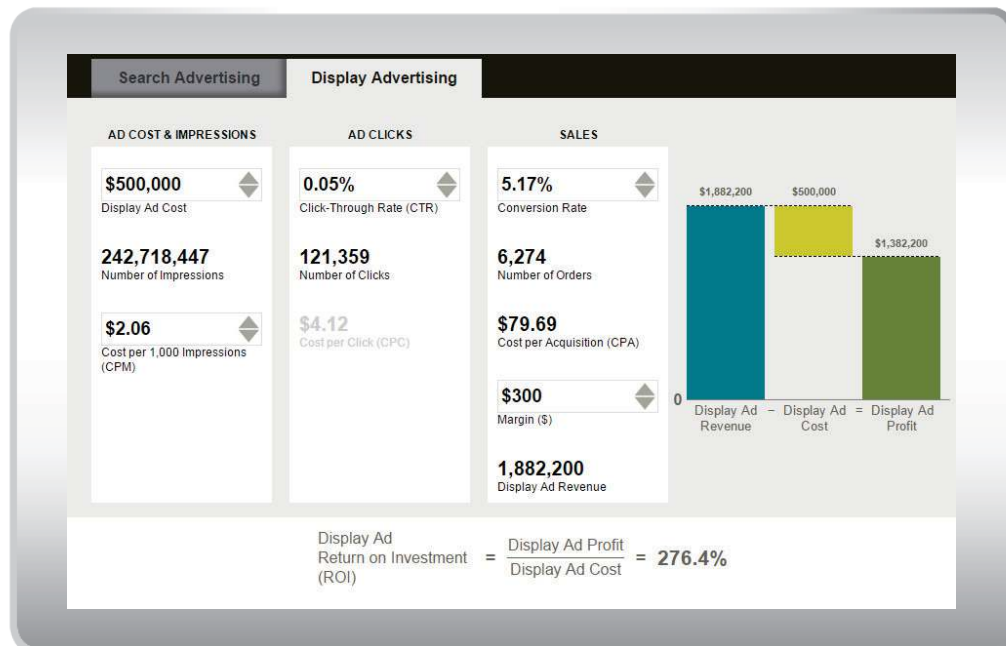 Search Advertising
Display Advertising
AD COST & IMPRESSIONS
$500,000
Display Ad Cost
242,718,447
Number of Impressions
$2.06
Cost per 1,000 Impressions
(CPM)
AD CLICKS
0.05%
Click-Through Rate (CTR)
121,359
Number of Clicks
$4.12
Cost per Click (CPC)
SALES
5.17%
Conversion Rate
6,274
Number of Orders
$79.69
Cost per Acquisition (CPA)
$300
Margin ($)
1,882,200
Display Ad Revenue
$1,882,200
$500,000
$1,382,200
0
Display Ad – Display Ad = Display Ad
Revenue Cost Profit
Display Ad
Return on Investment
(ROI)
=
Display Ad Profit
Display Ad Cost
= 276.4%